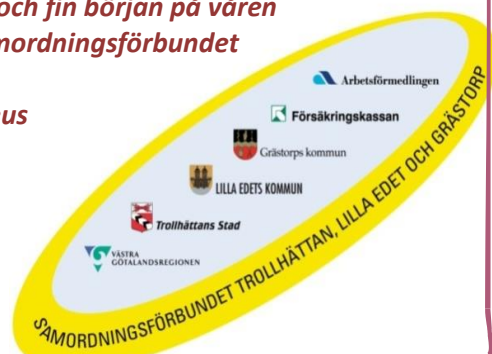 och fin början på våren
mordningsförbundet
us
Arbetsförmedlingen
Försäkringskassan
Grästorps kommun
LILLA EDETS KOMMUN
Trollhättans Stad
VÄSTRA
GÖTALANDSREGIONEN
SAMORDNINGSFÖRBUNDET TROLLHÄTTAN, LILLA EDET OCH GRÄSTORP